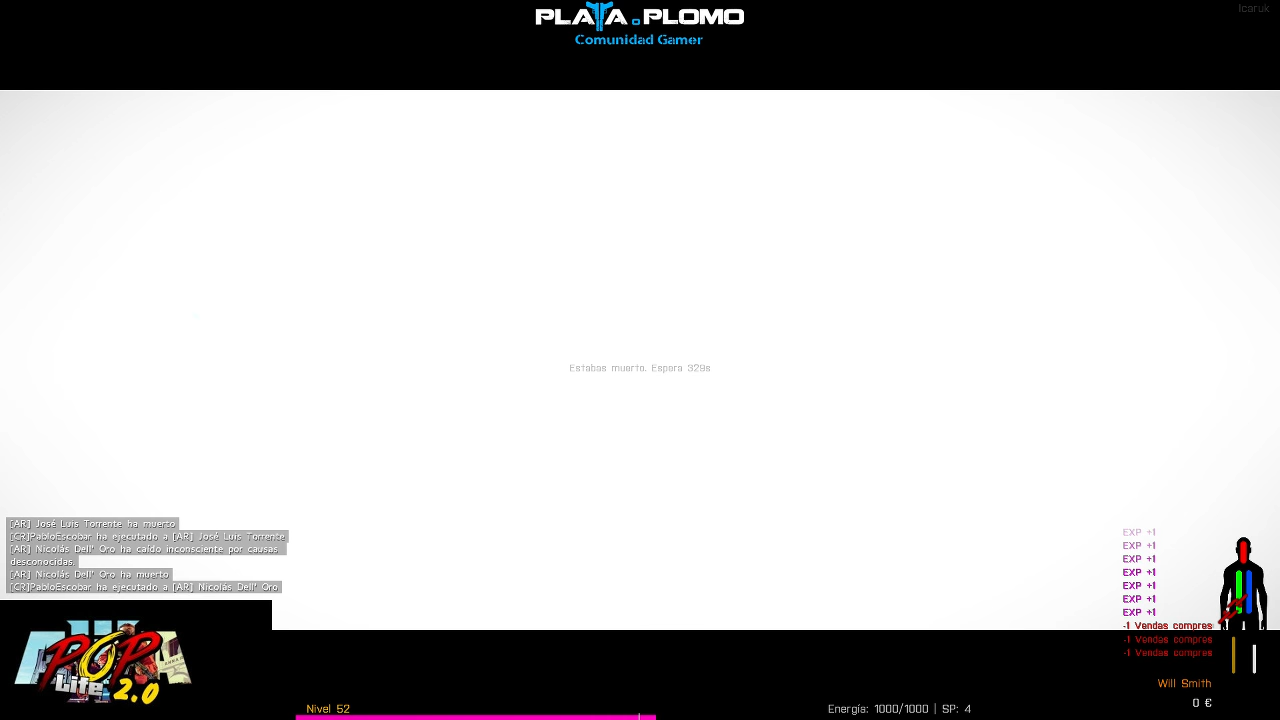 PLATA o PLOMO
Comunidad Gamer
Icaruk
Estabas muerto. Espera 329s
[AR] José Luis Torrente ha muerto
[CR]PabloEscobar ha ejecutado a [AR] José Luis Torrente
[AR] Nicolás Dell' Oro ha caído inconsciente por causas
desconocidas.
[AR] Nicolás Dell' Oro ha muerto
[CR]PabloEscobar ha ejecutado a [AR] Nicolás Dell' Oro
EXP +1
EXP +1
EXP +1
EXP +1
EXP +1
EXP +1
EXP +1
-1 Vendas compres
-1 Vendas compres
-1 Vendas compres
POP
Life 2.0
Will Smith
0 €
Nivel 52
Energía: 1000/1000 | SP: 4